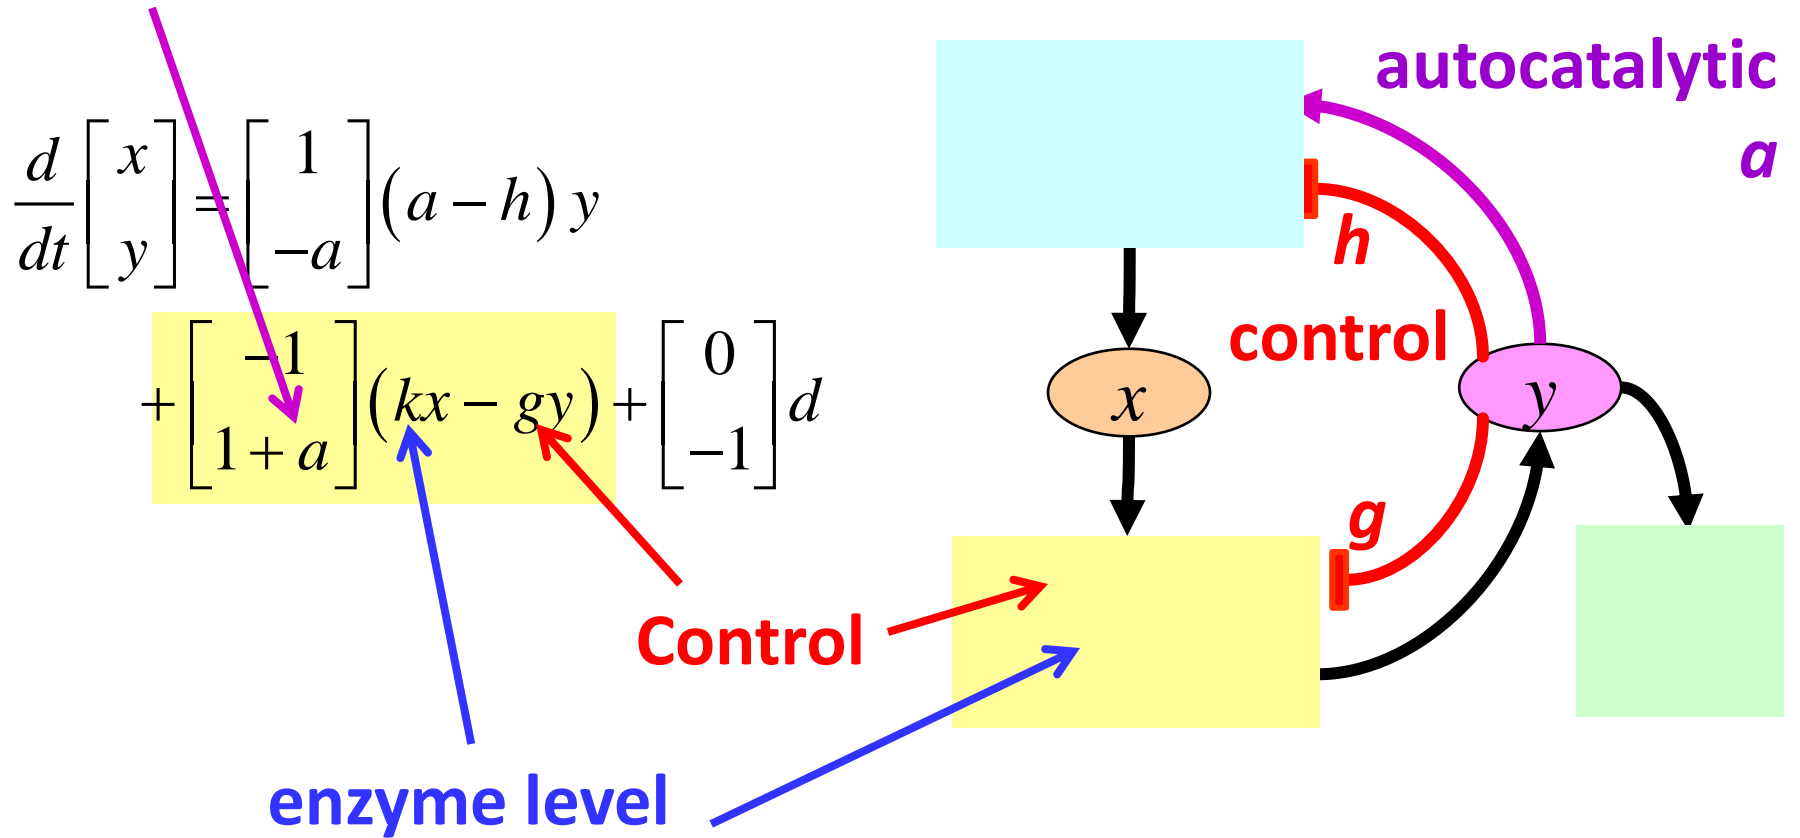 autocatalytic
a
d/dt [x y] = [1 -a] (a − h) y
+ [−1 1 + a] (kx − gy) + [0 −1] d
h
control
x
y
g
Control
enzyme level